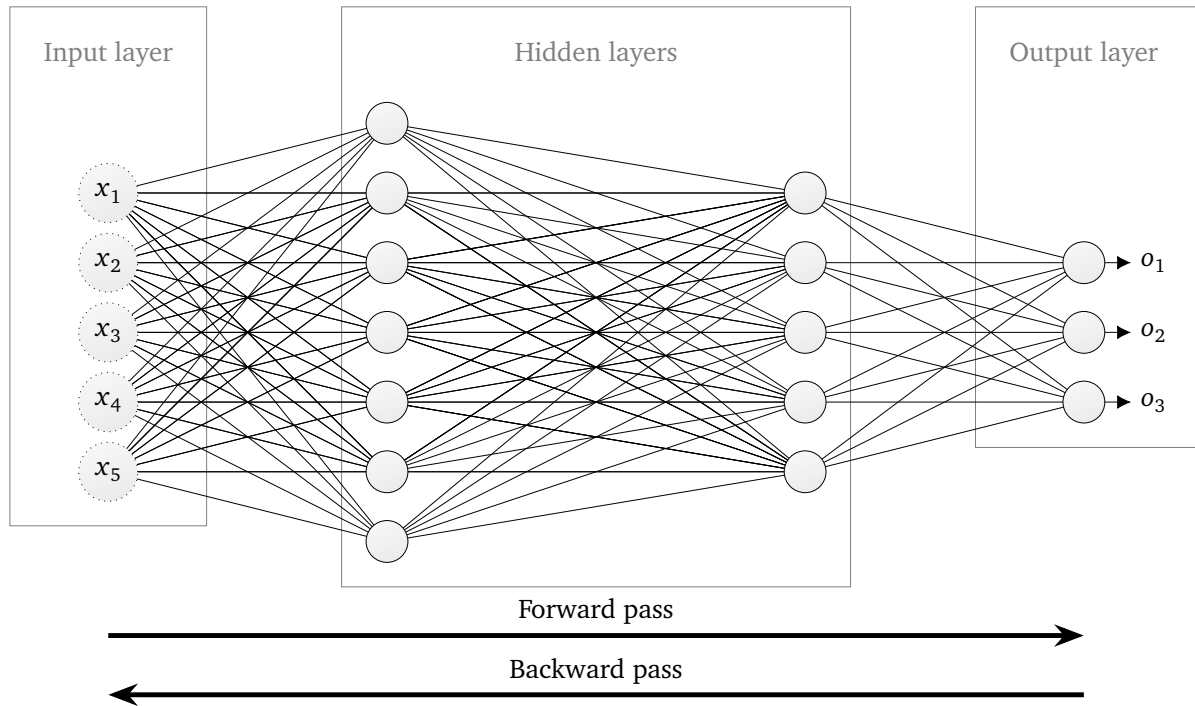 Input layer
Hidden layers
Output layer
x₁
x₂
x₃
x₄
x₅
o₁
o₂
o₃
Forward pass
Backward pass